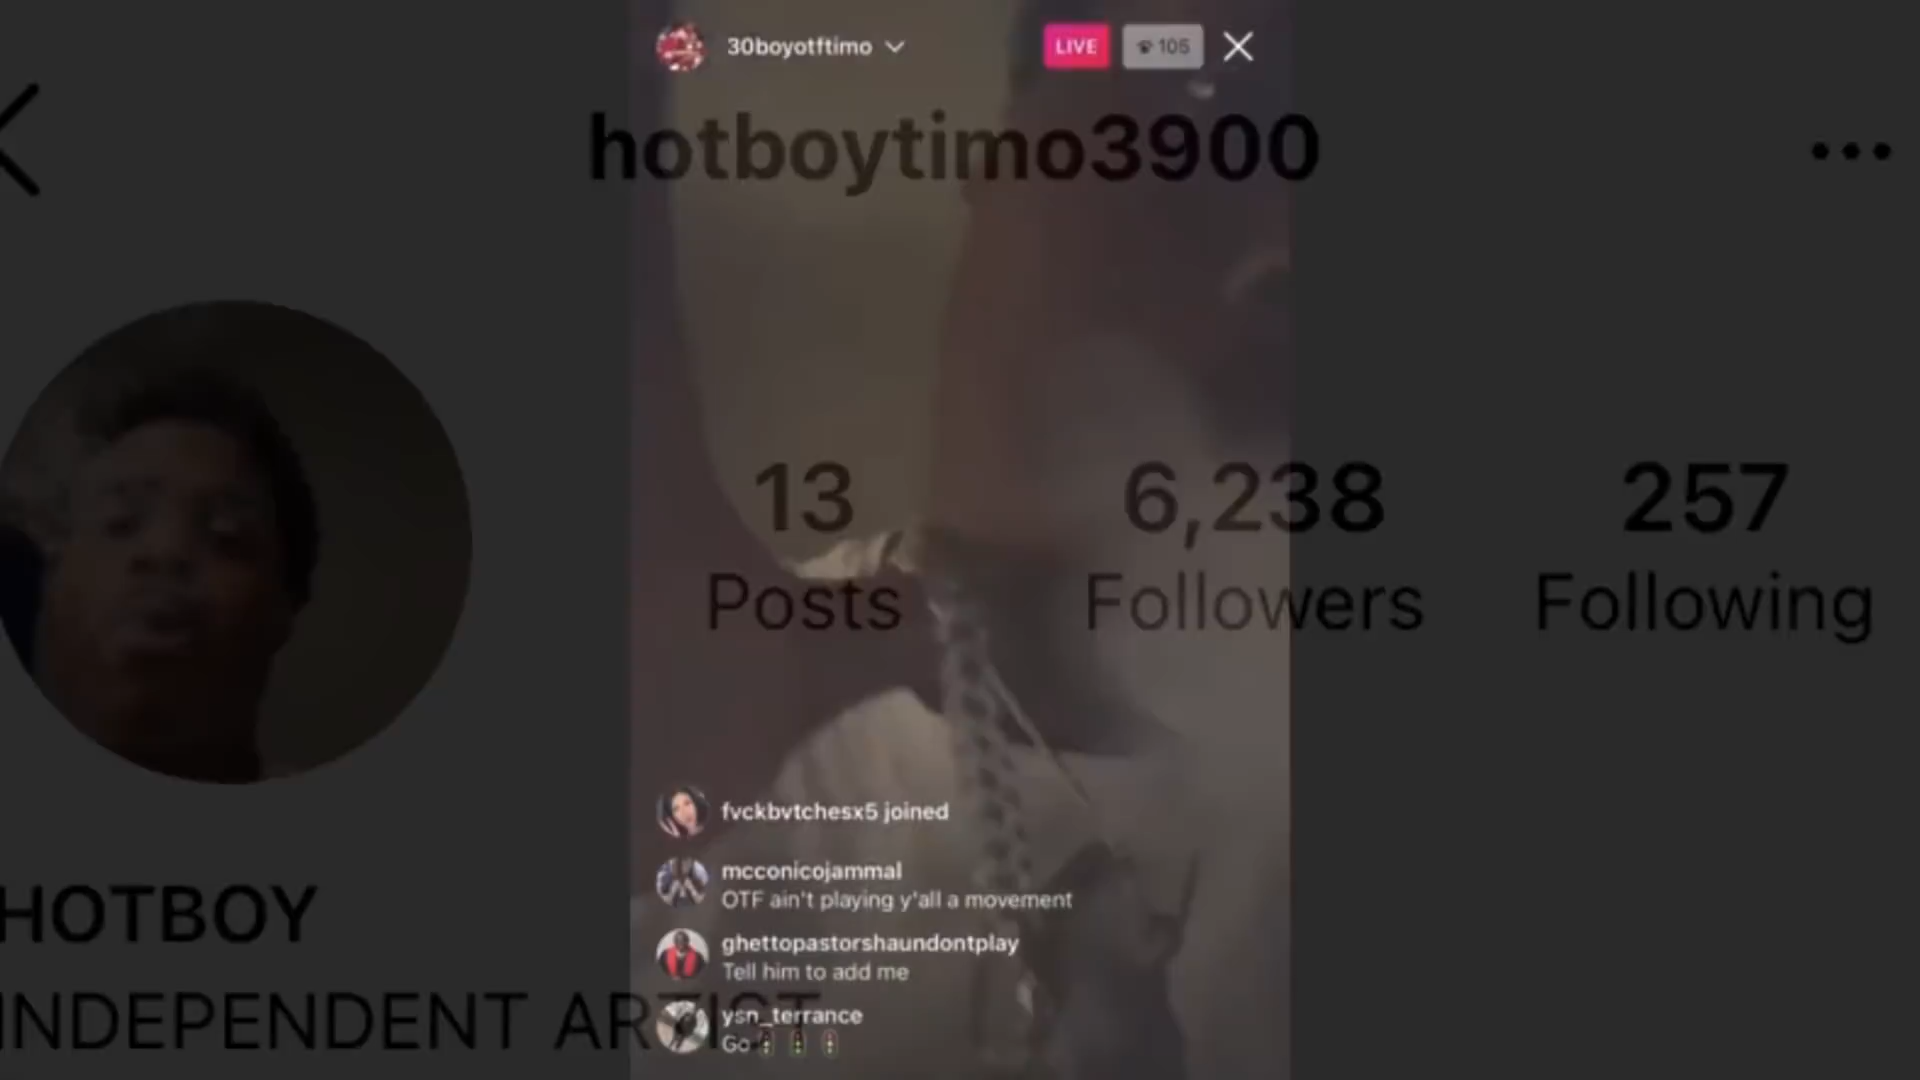 30boyotftimo
LIVE
105
hotboytimo3900
13
6,238
257
Posts
Followers
Following
fvckbvtchesx5 joined
mcconicojammal
OTF ain't playing y'all a movement
ghettopastorshaundontplay
Tell him to add me
HOTBOY
INDEPENDENT ARTIST
ysn_terrance
Go🚦🚦🚦